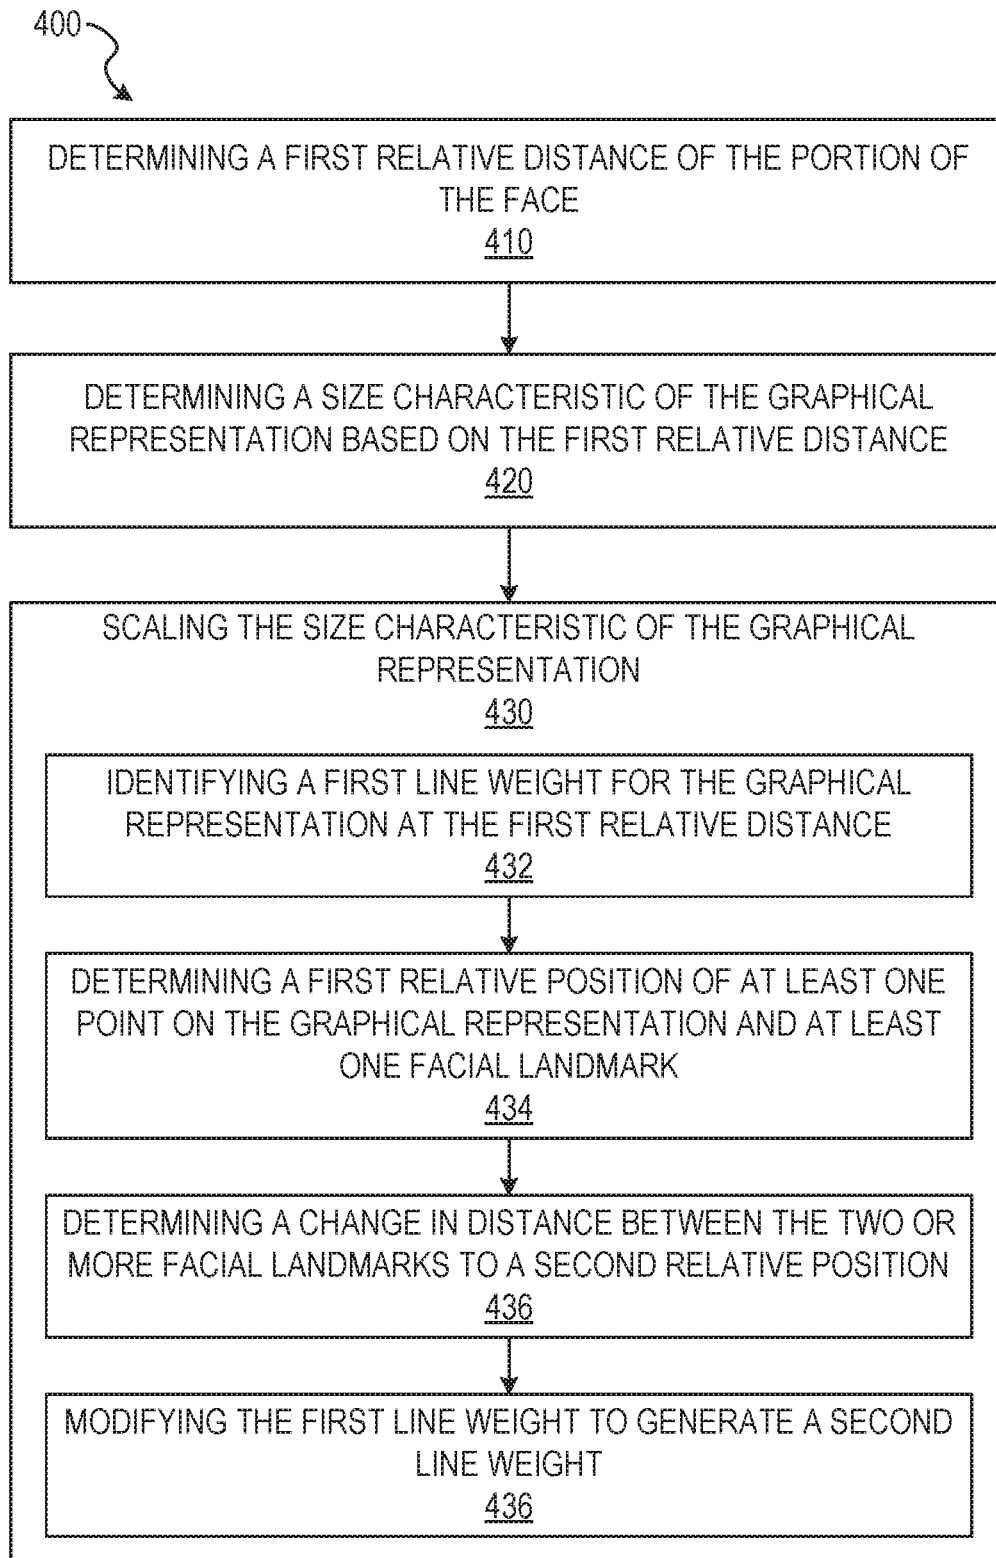 400
DETERMINING A FIRST RELATIVE DISTANCE OF THE PORTION OF
THE FACE
410
DETERMINING A SIZE CHARACTERISTIC OF THE GRAPHICAL
REPRESENTATION BASED ON THE FIRST RELATIVE DISTANCE
420
SCALING THE SIZE CHARACTERISTIC OF THE GRAPHICAL
REPRESENTATION
430
IDENTIFYING A FIRST LINE WEIGHT FOR THE GRAPHICAL
REPRESENTATION AT THE FIRST RELATIVE DISTANCE
432
DETERMINING A FIRST RELATIVE POSITION OF AT LEAST ONE
POINT ON THE GRAPHICAL REPRESENTATION AND AT LEAST
ONE FACIAL LANDMARK
434
DETERMINING A CHANGE IN DISTANCE BETWEEN THE TWO OR
MORE FACIAL LANDMARKS TO A SECOND RELATIVE POSITION
436
MODIFYING THE FIRST LINE WEIGHT TO GENERATE A SECOND
LINE WEIGHT
436